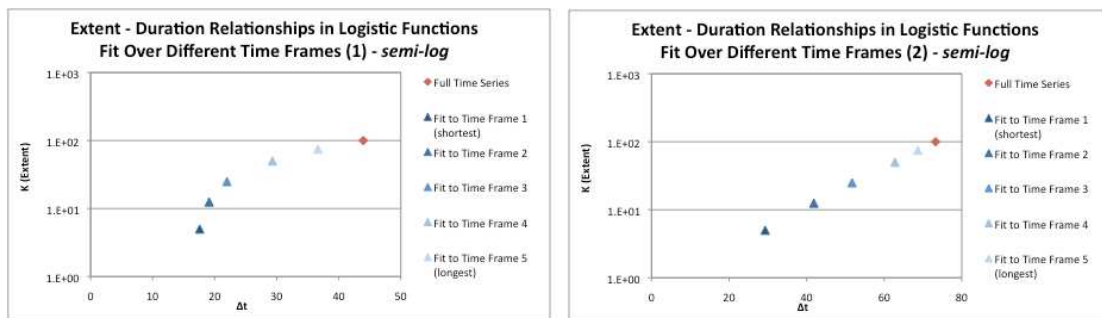 Extent - Duration Relationships in Logistic Functions
Fit Over Different Time Frames (1) - semi-log
1.E+03
1.E+02
1.E+01
1.E+00
K (Extent)
0 10 20 30 40 50
Δt
Full Time Series
Fit to Time Frame 1
(shortest)
Fit to Time Frame 2
Fit to Time Frame 3
Fit to Time Frame 4
Fit to Time Frame 5
(longest)
Extent - Duration Relationships in Logistic Functions
Fit Over Different Time Frames (2) - semi-log
1.E+03
1.E+02
1.E+01
1.E+00
K (Extent)
0 20 40 60 80
Δt
Full Time Series
Fit to Time Frame 1
(shortest)
Fit to Time Frame 2
Fit to Time Frame 3
Fit to Time Frame 4
Fit to Time Frame 5
(longest)